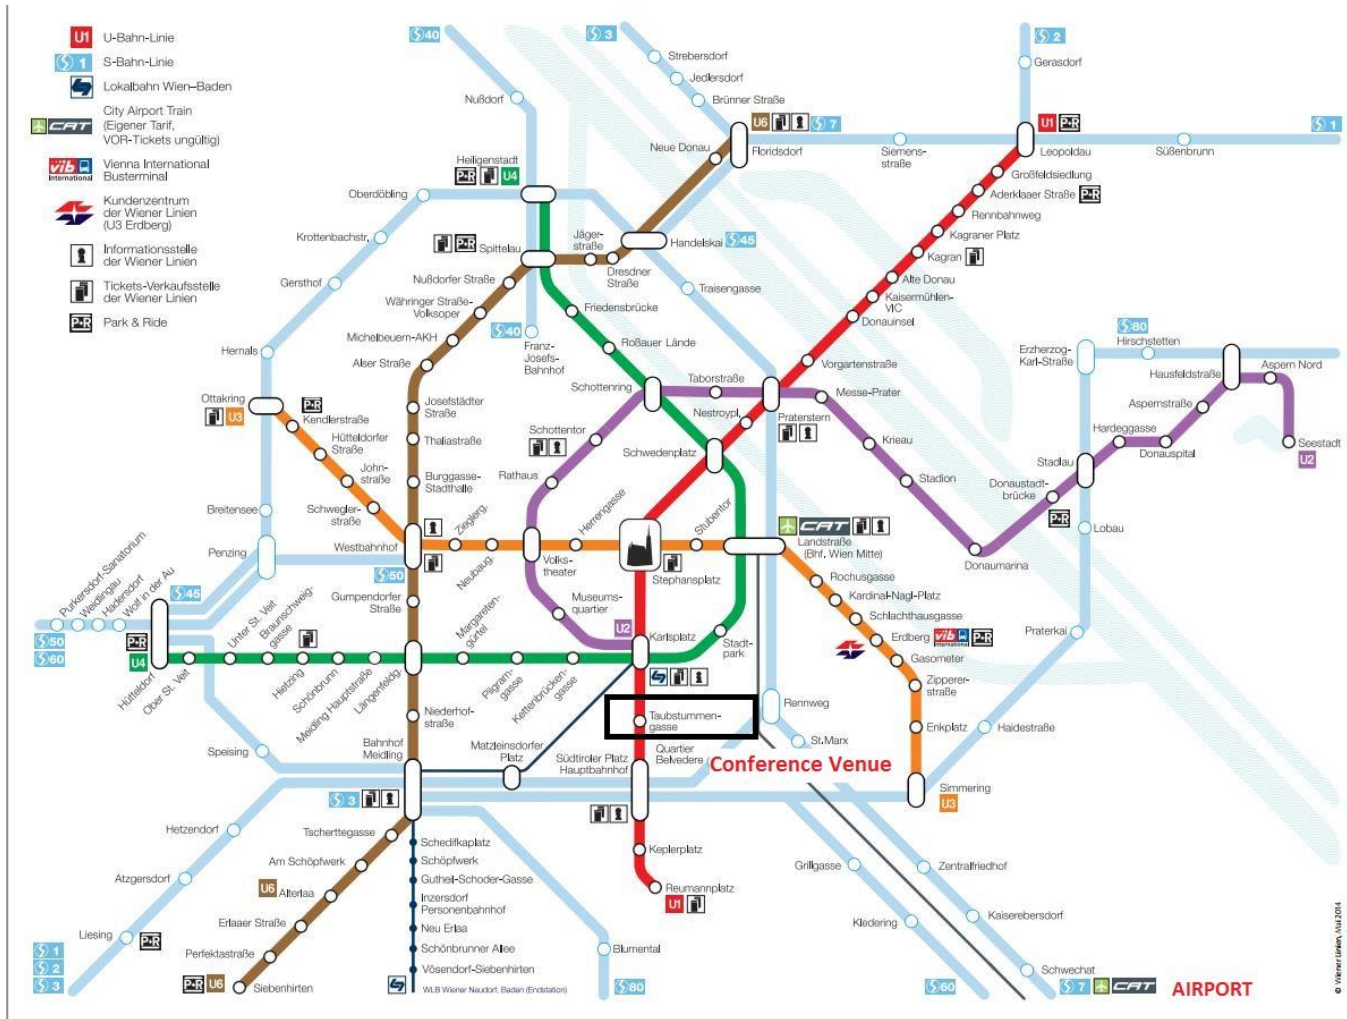 U1 U-Bahn-Linie
S 1 S-Bahn-Linie
Lokalbahn Wien–Baden
CAT City Airport Train
(Eigener Tarif,
VOR-Tickets ungültig)
vib International Vienna International
Busterminal
Kundenzentrum
der Wiener Linien
(U3 Erdberg)
Informationsstelle
der Wiener Linien
Tickets-Verkaufsstelle
der Wiener Linien
P+R Park & Ride
S 40
S 3
S 2
Strebersdorf
Jedlersdorf
Brünner Straße
Gerasdorf
Nußdorf
U6
S 7
Neue Donau
Floridsdorf
Siemens-
straße
U1 P+R
Leopoldau
Süßenbrunn
S 1
Großfeldsiedlung
Aderklaaer Straße P+R
Rennbahnweg
Kagraner Platz
Kagran
Alte Donau
Kaisermühlen-
VIC
Donauinsel
Vorgartenstraße
Heiligenstadt
P+R U4
Oberdöbling
Krottenbachstr.
Gersthof
Hernals
P+R Spittelau
Jäger-
straße
Dresdner
Straße
Handelskai S 45
Traisengasse
Nußdorfer Straße
Währinger Straße-
Volksoper
Michelbeuern-AKH
Alser Straße
S 40
Franz-
Josefs-
Bahnhof
Friedensbrücke
Roßauer Lände
Schottenring
Taborstraße
Messe-Prater
Nestroypl.
Praterstern
Krieau
Stadion
Schwedenplatz
S 80
Hirschstetten
Erzherzog-
Karl-Straße
Hausfeldstraße
Aspern Nord
Aspernstraße
Hardeggasse
Donauspital
Seestadt
U2
Stadlau
Donaustadt-
brücke
P+R
Donaumarina
Lobau
Ottakring
U3
P+R
Kendlerstraße
Hütteldorfer
Straße
John-
straße
Schwegler-
straße
Josefstädter
Straße
Thaliastraße
Burggasse-
Stadthalle
Schottentor
Rathaus
Breitensee
Penzing
Westbahnhof
S 50
Zieglerg.
Neubaug.
Volks-
theater
Herrengasse
Stephansplatz
Stubentor
CAT
Landstraße
(Bhf. Wien Mitte)
Rochusgasse
Kardinal-Nagl-Platz
Schlachthausgasse
Erdberg vib International P+R
Gasometer
Zipperer-
straße
Enkplatz
Simmering
U3
Praterkai
Haidestraße
Purkersdorf-Sanatorium
Weidlingau
Hadersdorf
Wolf in der Au
S 45
S 50
S 60
P+R
U4
Hütteldorf
Ober St. Veit
Unter St. Veit
Braunschweig-
gasse
Hietzing
Schönbrunn
Meidling Hauptstraße
Längenfeldg.
Gumpendorfer
Straße
Margareten-
gürtel
Pilgram-
gasse
Kettenbrücken-
gasse
Museums-
quartier
U2
Karlsplatz
Stadt-
park
Taubstummen-
gasse
Rennweg
St. Marx
Conference Venue
Niederhof-
straße
Bahnhof
Meidling
S 3
Matzleinsdorfer
Platz
Südtiroler Platz
Hauptbahnhof
Quartier
Belvedere
Keplerplatz
Reumannplatz
U1
Speising
Hetzendorf
Atzgersdorf
Liesing P+R
S 1
S 2
S 3
Tscherttegasse
Am Schöpfwerk
U6 Alterlaa
Erlaaer Straße
Perfektastraße
P+R U6 Siebenhirten
Schedifkaplatz
Schöpfwerk
Gutheil-Schoder-Gasse
Inzersdorf
Personenbahnhof
Neu Erlaa
Schönbrunner Allee
Vösendorf-Siebenhirten
WLB Wiener Neudorf, Baden (Endstation)
Blumental
S 80
Grillgasse
Kledering
S 60
Zentralfriedhof
Kaiserebersdorf
Schwechat
S 7 CAT AIRPORT
© Wiener Linien, Mai 2014